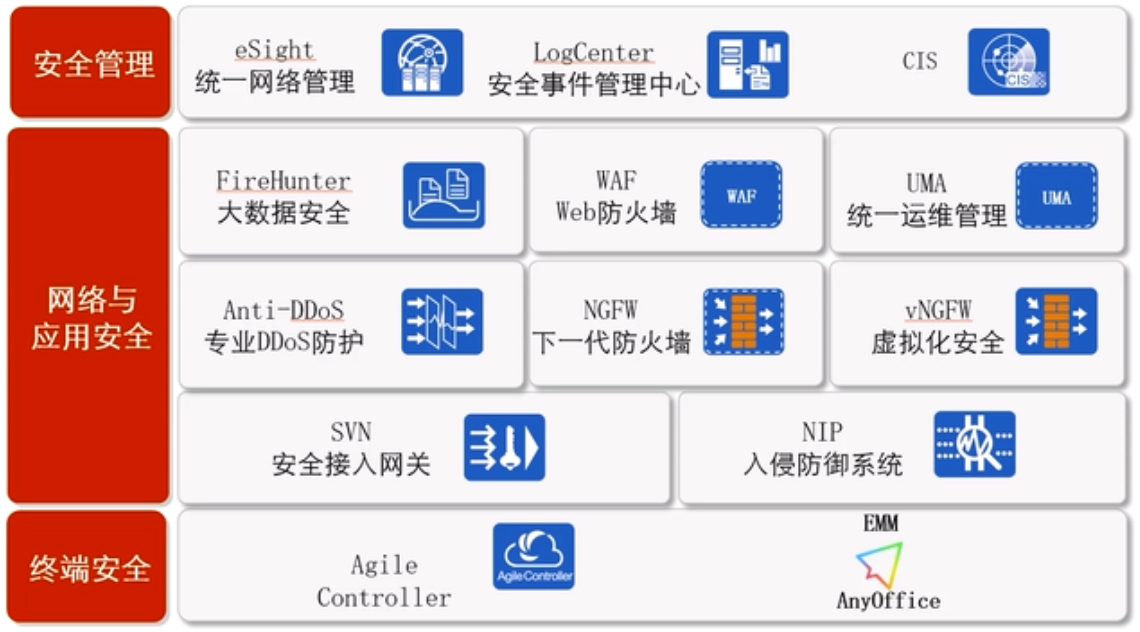 安全管理
eSight
统一网络管理
LogCenter
安全事件管理中心
CIS
CIS
网络与
应用安全
FireHunter
大数据安全
WAF
Web防火墙
WAF
UMA
统一运维管理
UMA
Anti-DDoS
专业DDoS防护
NGFW
下一代防火墙
vNGFW
虚拟化安全
SVN
安全接入网关
NIP
入侵防御系统
终端安全
Agile
Controller
Agile Controller
EMM
AnyOffice